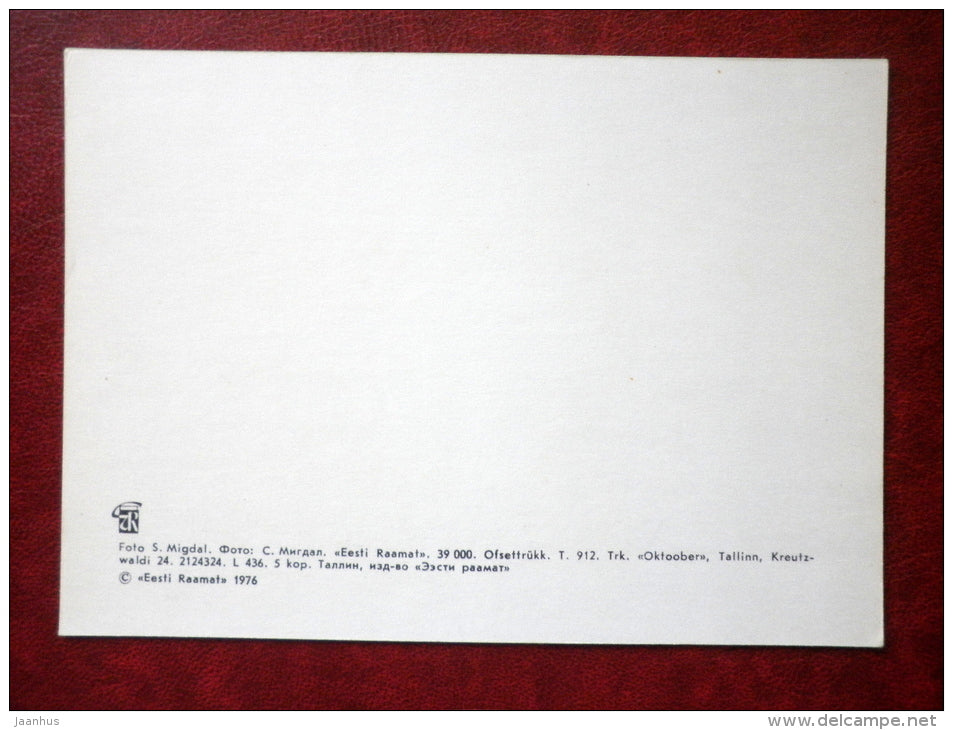 Foto S. Migdal. Фото: С. Мигдал. «Eesti Raamat». 39 000. Ofsettrükk. T. 912. Trk. «Oktoober», Tallinn, Kreutz-
waldi 24. 2124324. L 436. 5 kop. Таллин, изд-во «Ээсти раамат»
© «Eesti Raamat» 1976
jaanhus
www.delcampe.net